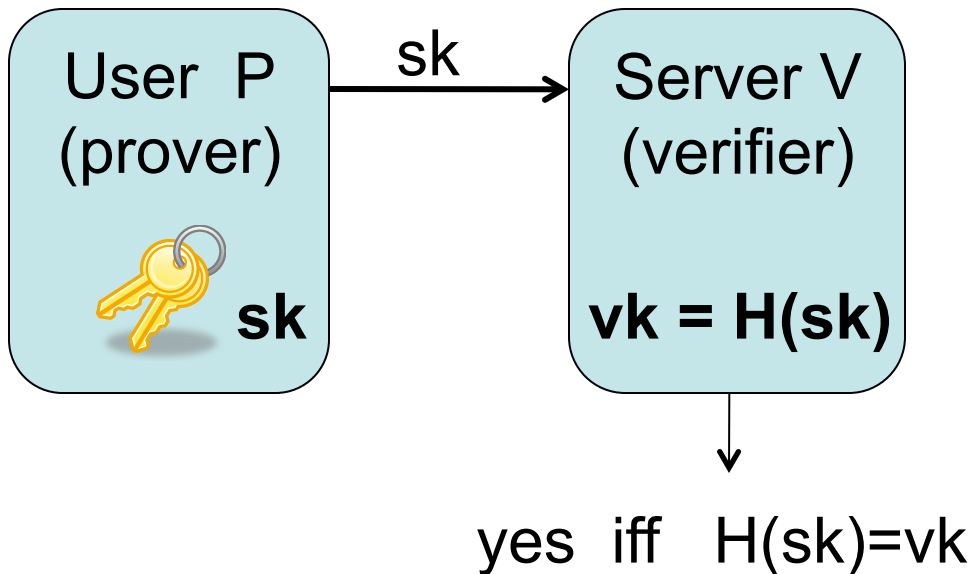 User P
(prover)
sk
sk
Server V
(verifier)
vk = H(sk)
yes iff H(sk)=vk